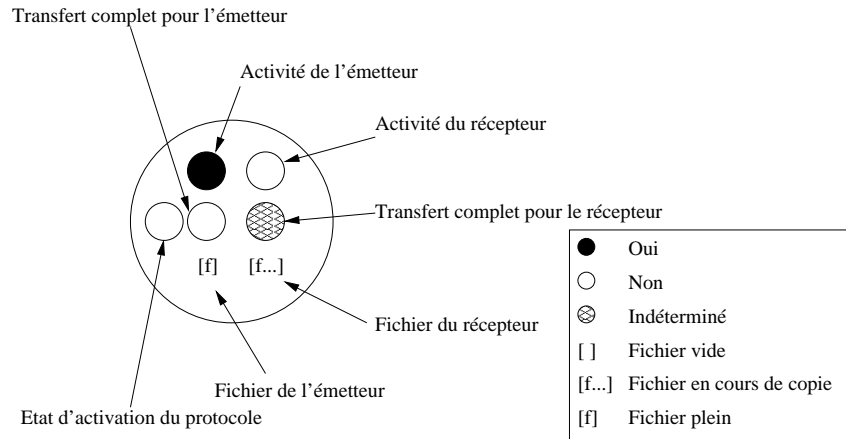 Transfert complet pour l'émetteur
Activité de l'émetteur
Activité du récepteur
Transfert complet pour le récepteur
[f] [f...]
Fichier du récepteur
Fichier de l'émetteur
Etat d'activation du protocole
Oui
Non
Indéterminé
[ ] Fichier vide
[f...] Fichier en cours de copie
[f] Fichier plein